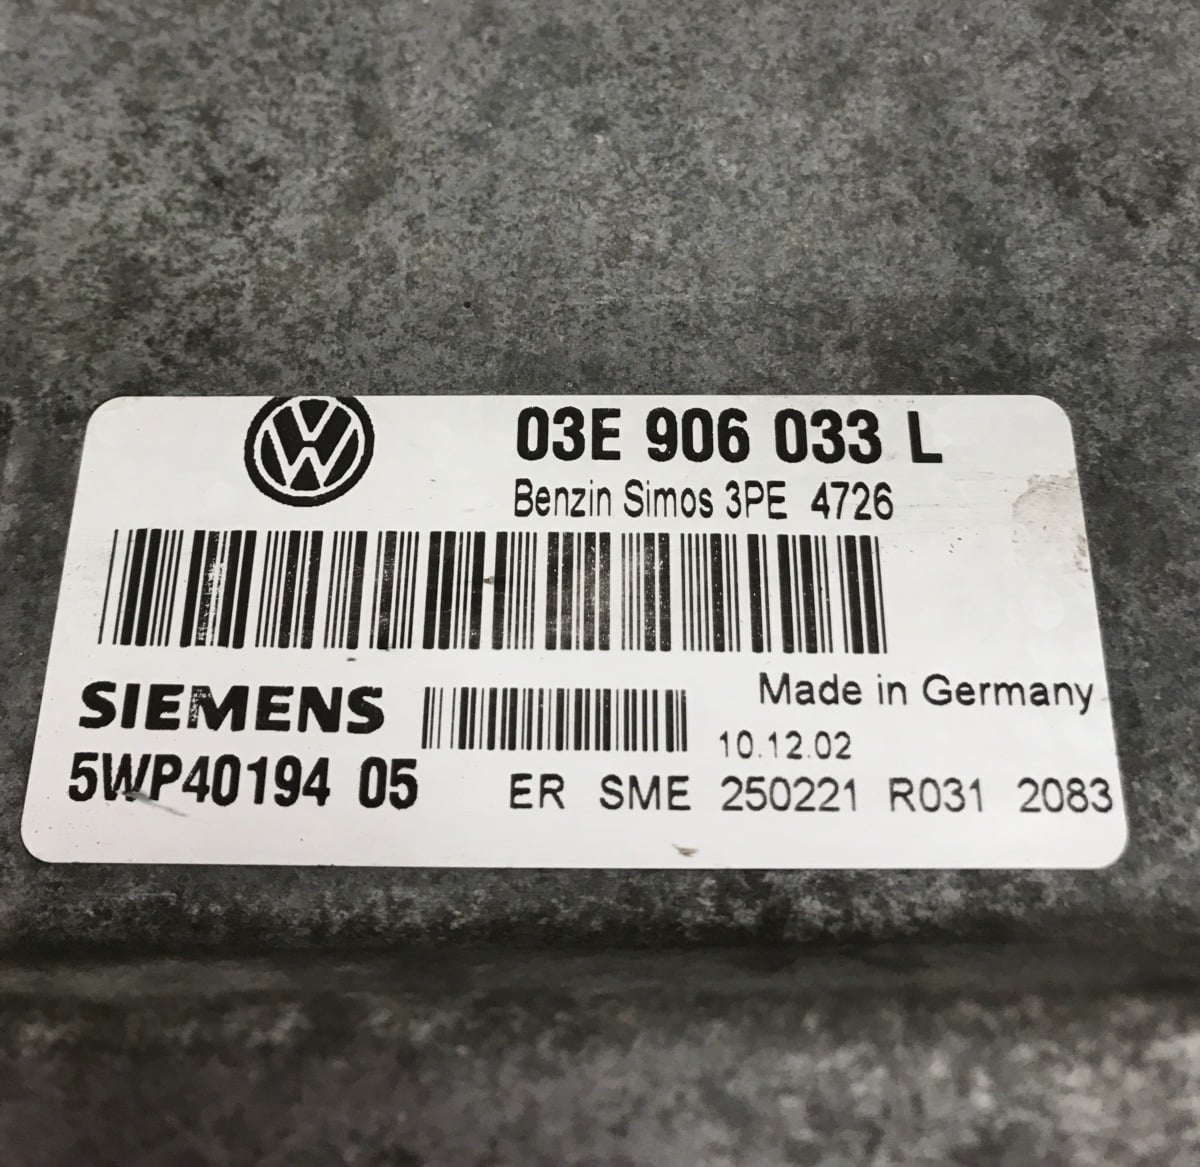 03E 906 033 L
Benzin Simos 3PE 4726
SIEMENS
Made in Germany
10.12.02
5WP40194 05
ER SME 250221 R031 2083